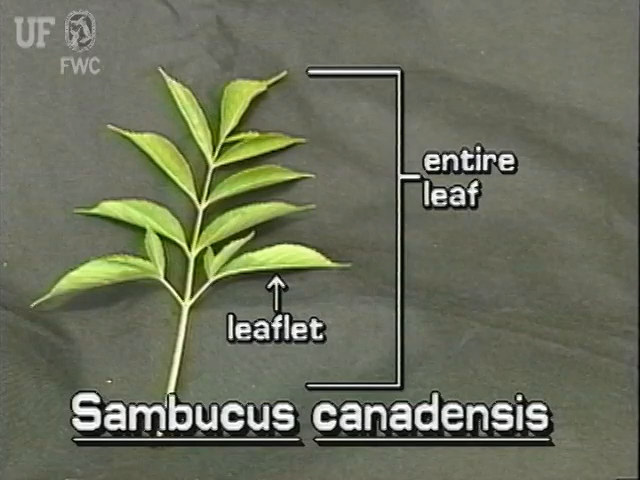 UF
FWC
entire
leaf
leaflet
Sambucus canadensis